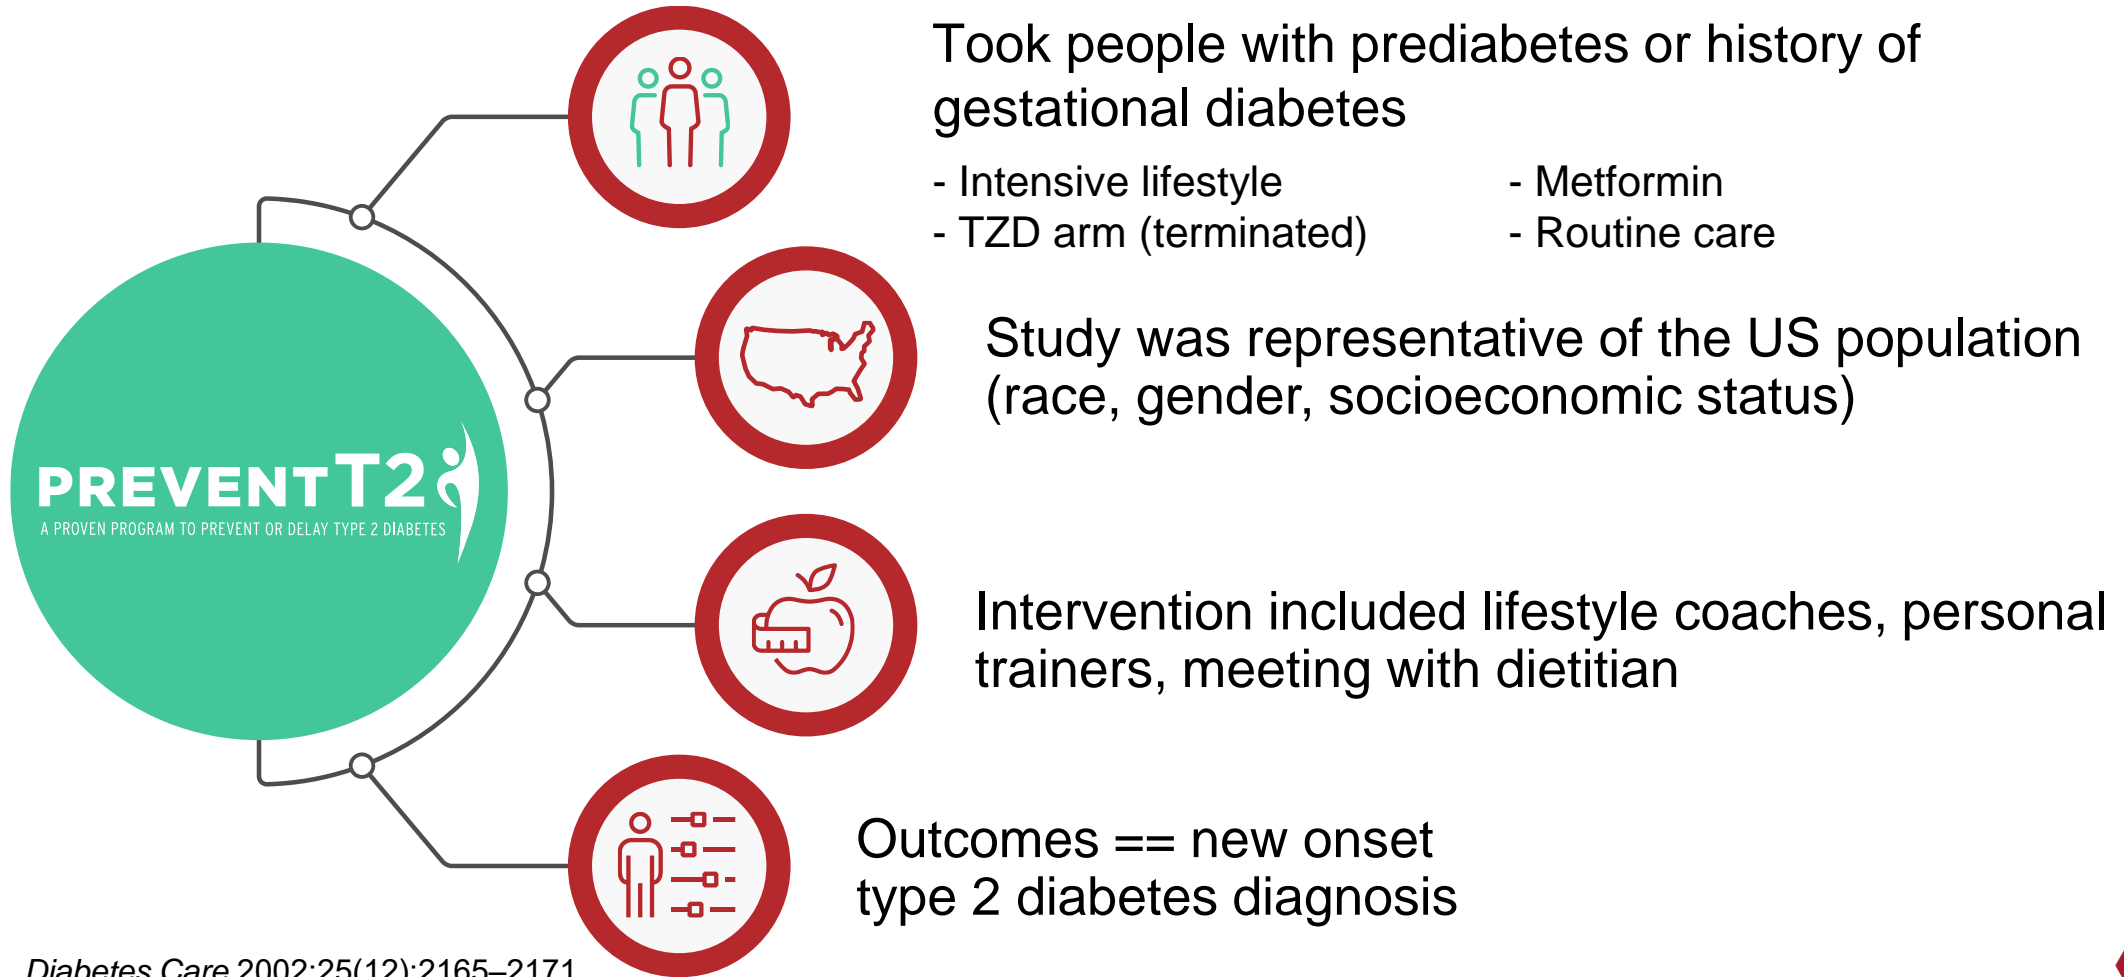 Took people with prediabetes or history of
gestational diabetes
- Intensive lifestyle
- Metformin
- TZD arm (terminated)
- Routine care
Study was representative of the US population
(race, gender, socioeconomic status)
PREVENT T2
A PROVEN PROGRAM TO PREVENT OR DELAY TYPE 2 DIABETES
Intervention included lifestyle coaches, personal
trainers, meeting with dietitian
Outcomes == new onset
type 2 diabetes diagnosis
Diabetes Care 2002;25(12):2165–2171